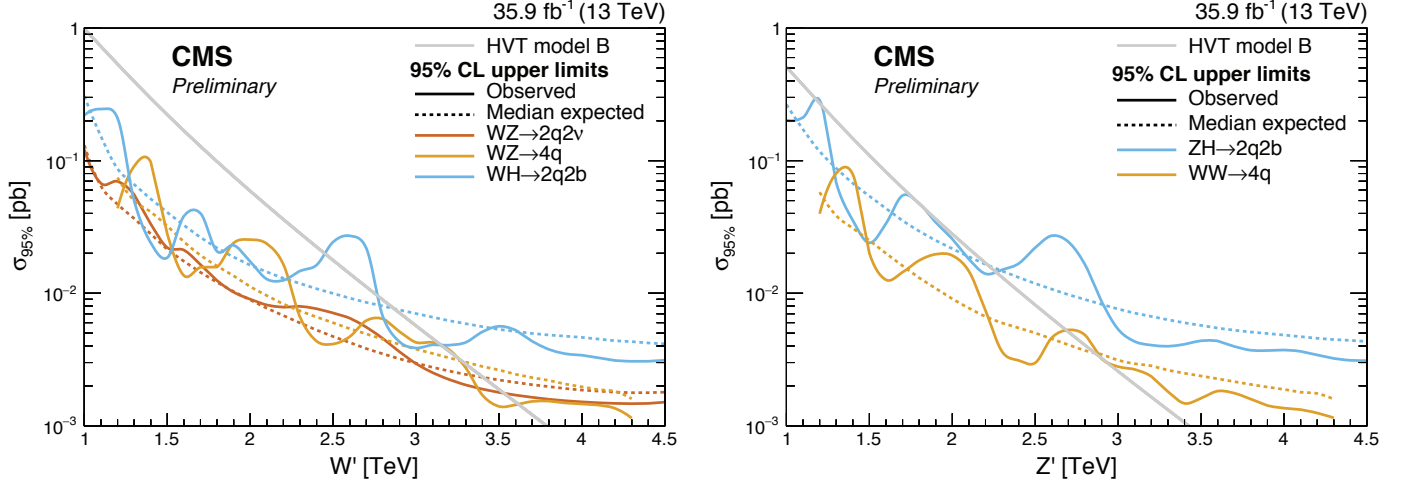 35.9 fb⁻¹ (13 TeV)
CMS
Preliminary
HVT model B
95% CL upper limits
Observed
Median expected
WZ→2q2ν
WZ→4q
WH→2q2b
σ95% [pb]
1
10⁻¹
10⁻²
10⁻³
1 1.5 2 2.5 3 3.5 4 4.5
W' [TeV]
35.9 fb⁻¹ (13 TeV)
CMS
Preliminary
HVT model B
95% CL upper limits
Observed
Median expected
ZH→2q2b
WW→4q
σ95% [pb]
1
10⁻¹
10⁻²
10⁻³
1 1.5 2 2.5 3 3.5 4 4.5
Z' [TeV]